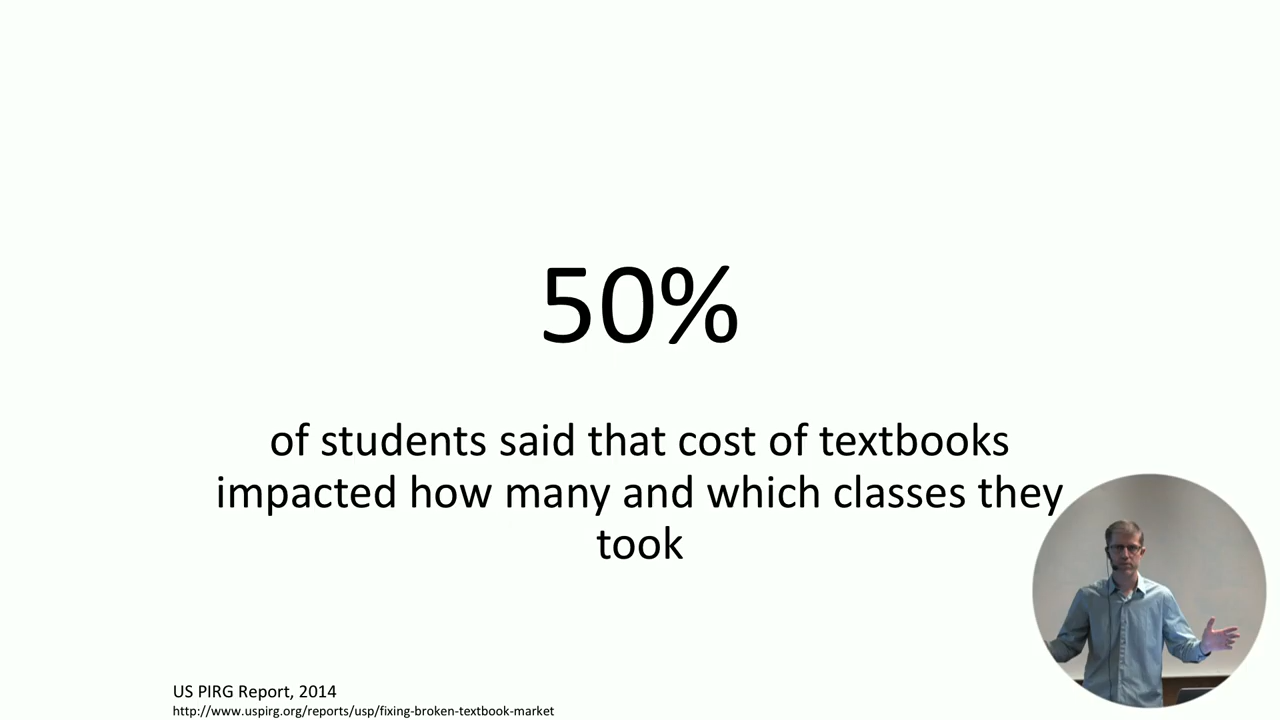 50%
of students said that cost of textbooks
impacted how many and which classes they
took
US PIRG Report, 2014
http://www.uspirg.org/reports/usp/fixing-broken-textbook-market